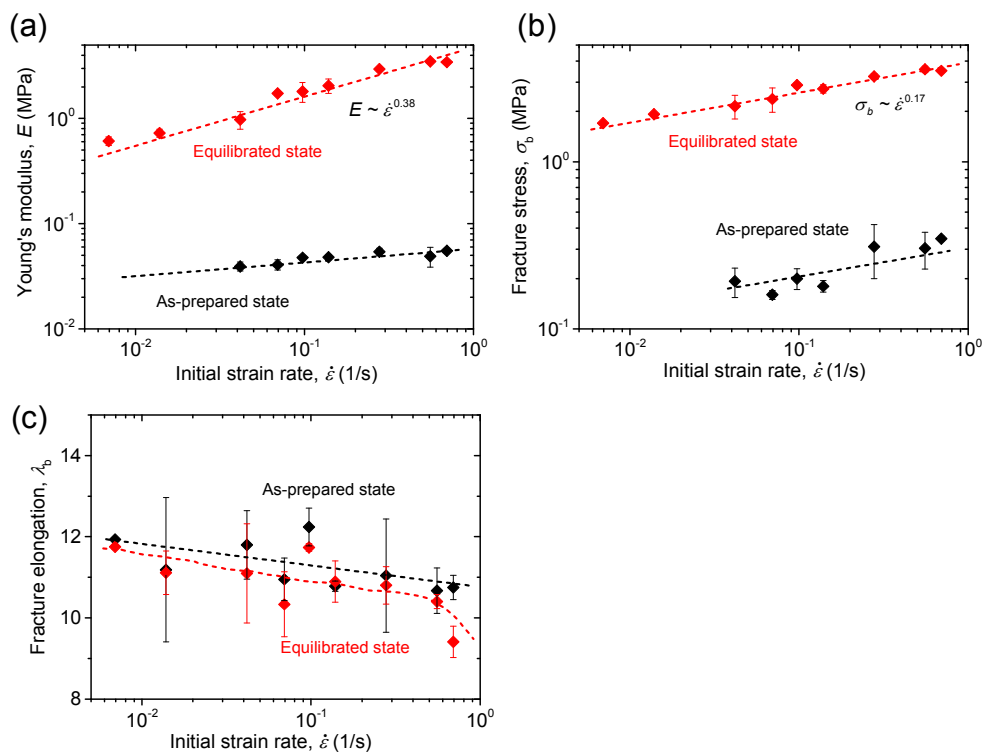 (a)
Young's modulus, E (MPa)
10^0
10^-1
10^-2
E ~ ε̇^0.38
Equilibrated state
As-prepared state
10^-2
10^-1
10^0
Initial strain rate, ε̇ (1/s)
(b)
Fracture stress, σ_b (MPa)
10^0
10^-1
σ_b ~ ε̇^0.17
Equilibrated state
As-prepared state
10^-2
10^-1
10^0
Initial strain rate, ε̇ (1/s)
(c)
Fracture elongation, λ_b
14
12
10
8
As-prepared state
Equilibrated state
10^-2
10^-1
10^0
Initial strain rate, ε̇ (1/s)